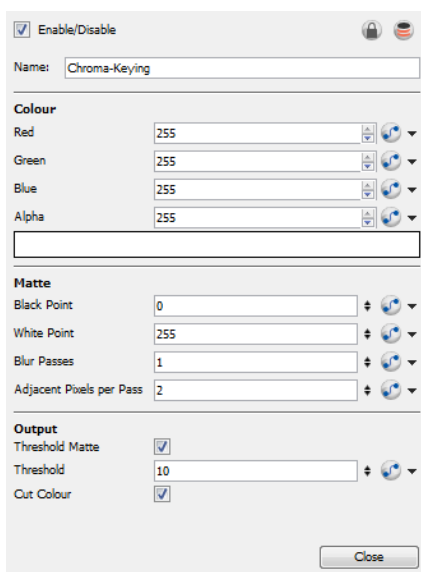 Enable/Disable
Name: Chroma-Keying
Colour
Red 255
Green 255
Blue 255
Alpha 255
Matte
Black Point 0
White Point 255
Blur Passes 1
Adjacent Pixels per Pass 2
Output
Threshold Matte
Threshold 10
Cut Colour
Close